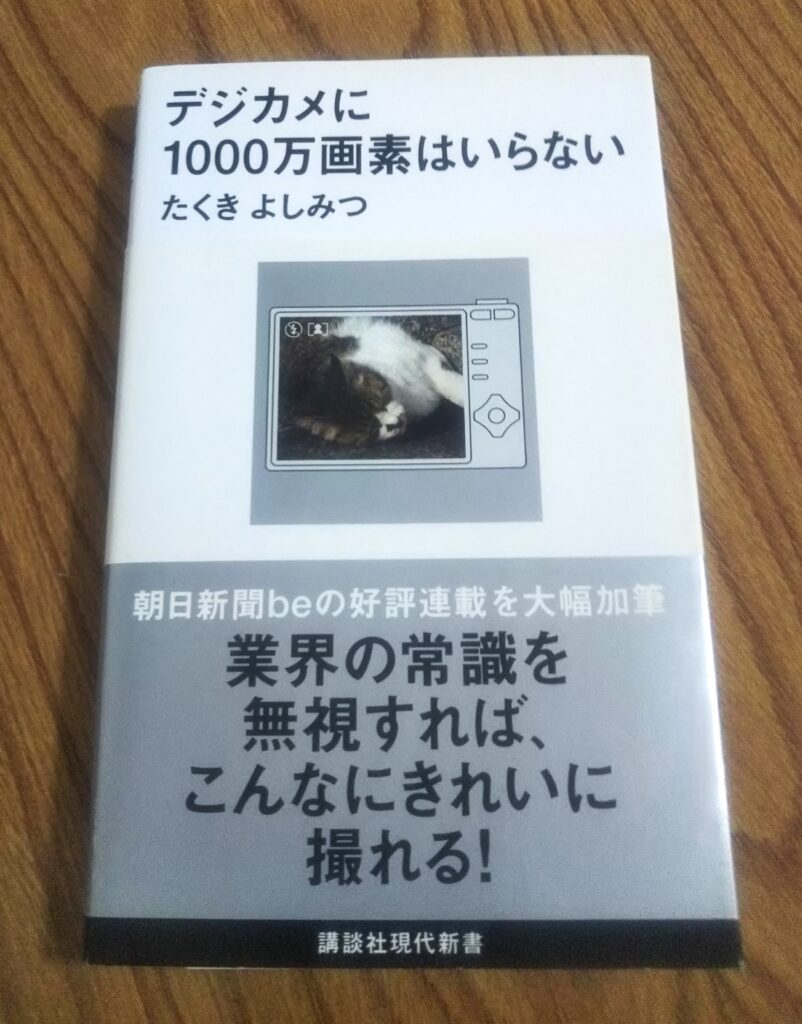 デジカメに
1000万画素はいらない
たくき よしみつ
朝日新聞beの好評連載を大幅加筆
業界の常識を
無視すれば、
こんなにきれいに
撮れる!
講談社現代新書